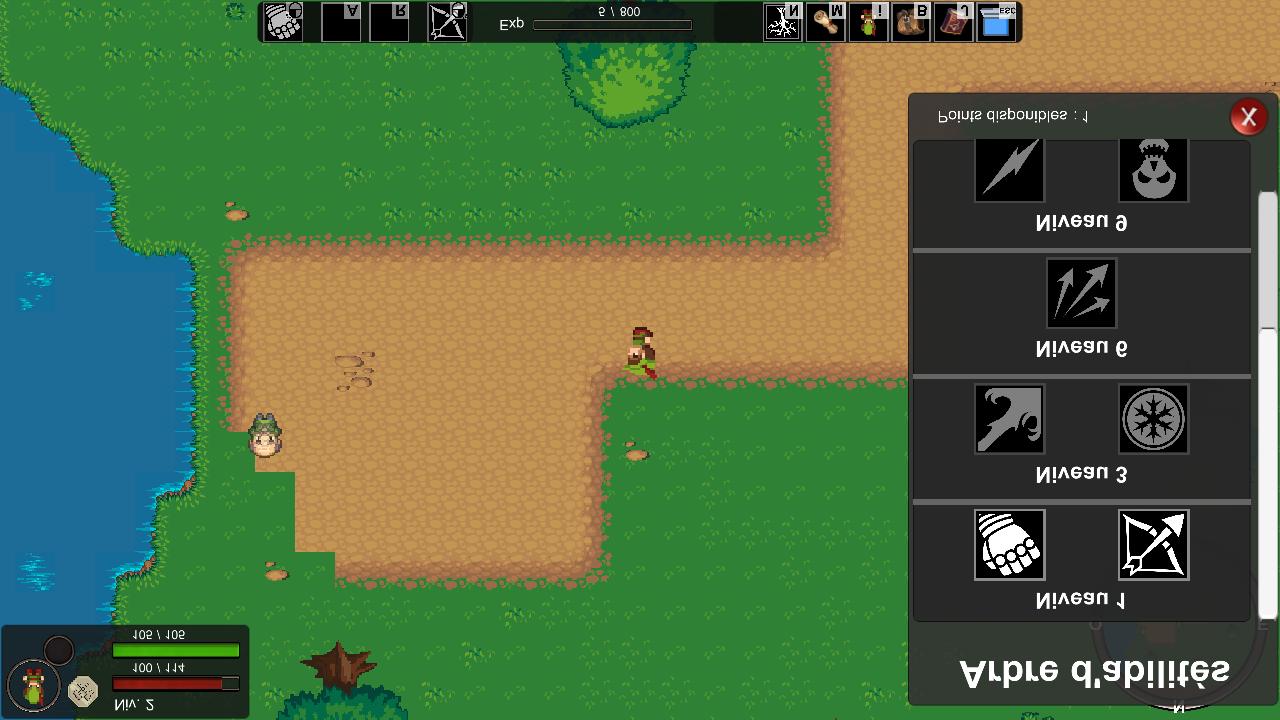 Niv. 2
100 / 114
105 / 105
Arbre d'abilités
Niveau 1
Niveau 3
Niveau 6
Niveau 9
Points disponibles : 1
X
N
O
E
A
R
Exp
5 / 800
N
M
I
B
J
Esc